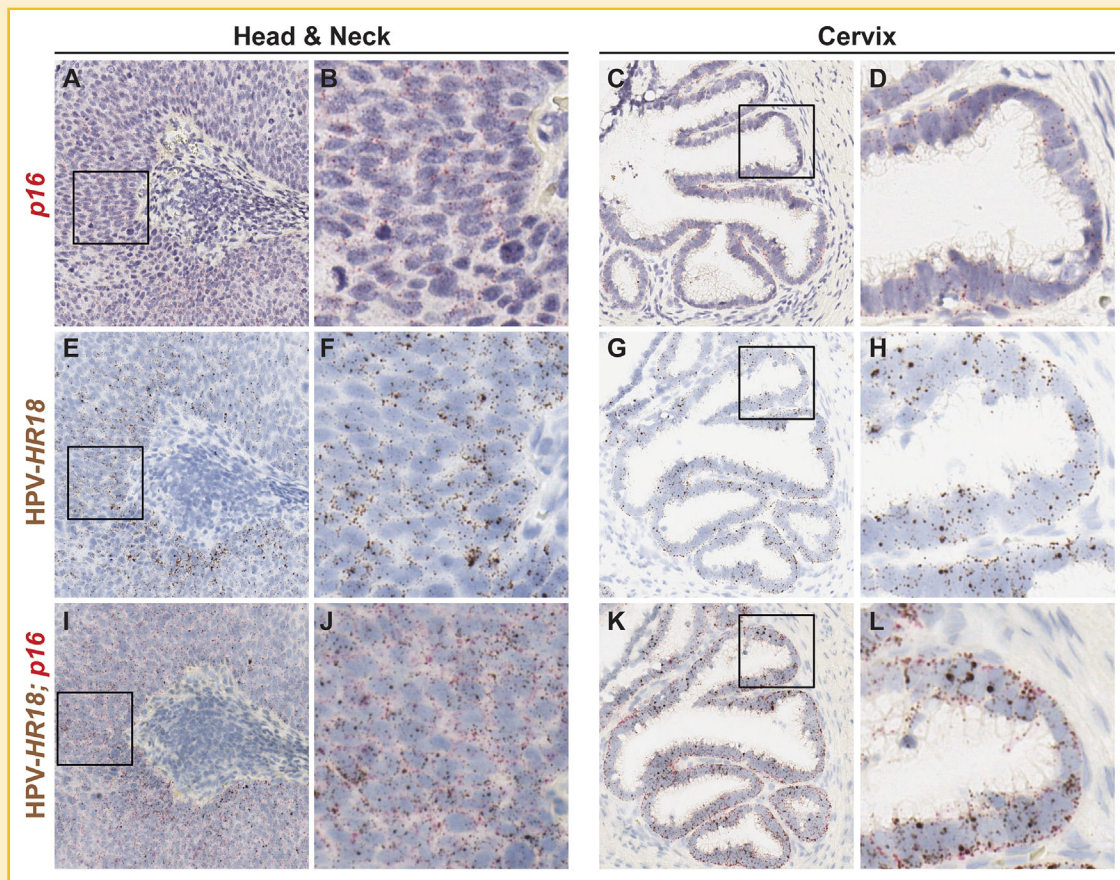 Head & Neck
Cervix
p16
A
B
C
D
HPV-HR18
E
F
G
H
HPV-HR18; p16
I
J
K
L